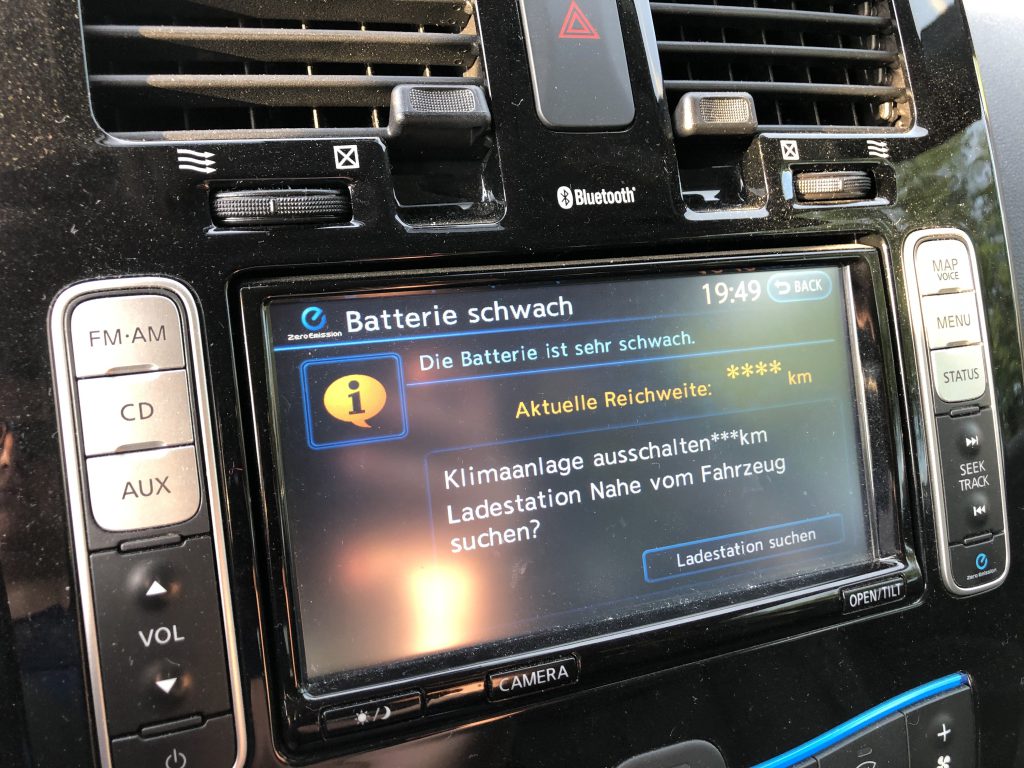 Bluetooth
FM·AM
CD
AUX
VOL
Zero Emission
Batterie schwach
19:49
BACK
Die Batterie ist sehr schwach.
Aktuelle Reichweite: **** km
Klimaanlage ausschalten***km
Ladestation Nahe vom Fahrzeug
suchen?
Ladestation suchen
MAP
VOICE
MENU
STATUS
SEEK
TRACK
Zero Emission
OPEN/TILT
CAMERA